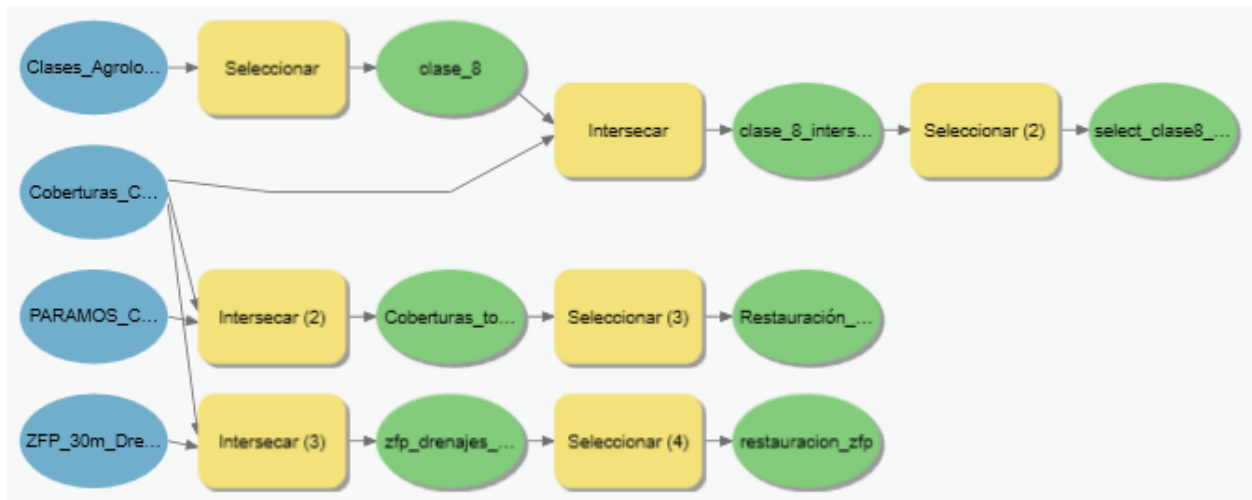 Clases_Agrolo...
Seleccionar
clase_8
Intersecar
clase_8_inters...
Seleccionar (2)
select_clase8_...
Coberturas_C...
PARAMOS_C...
Intersecar (2)
Coberturas_to...
Seleccionar (3)
Restauración_...
ZFP_30m_Dre...
Intersecar (3)
zfp_drenajes_...
Seleccionar (4)
restauracion_zfp